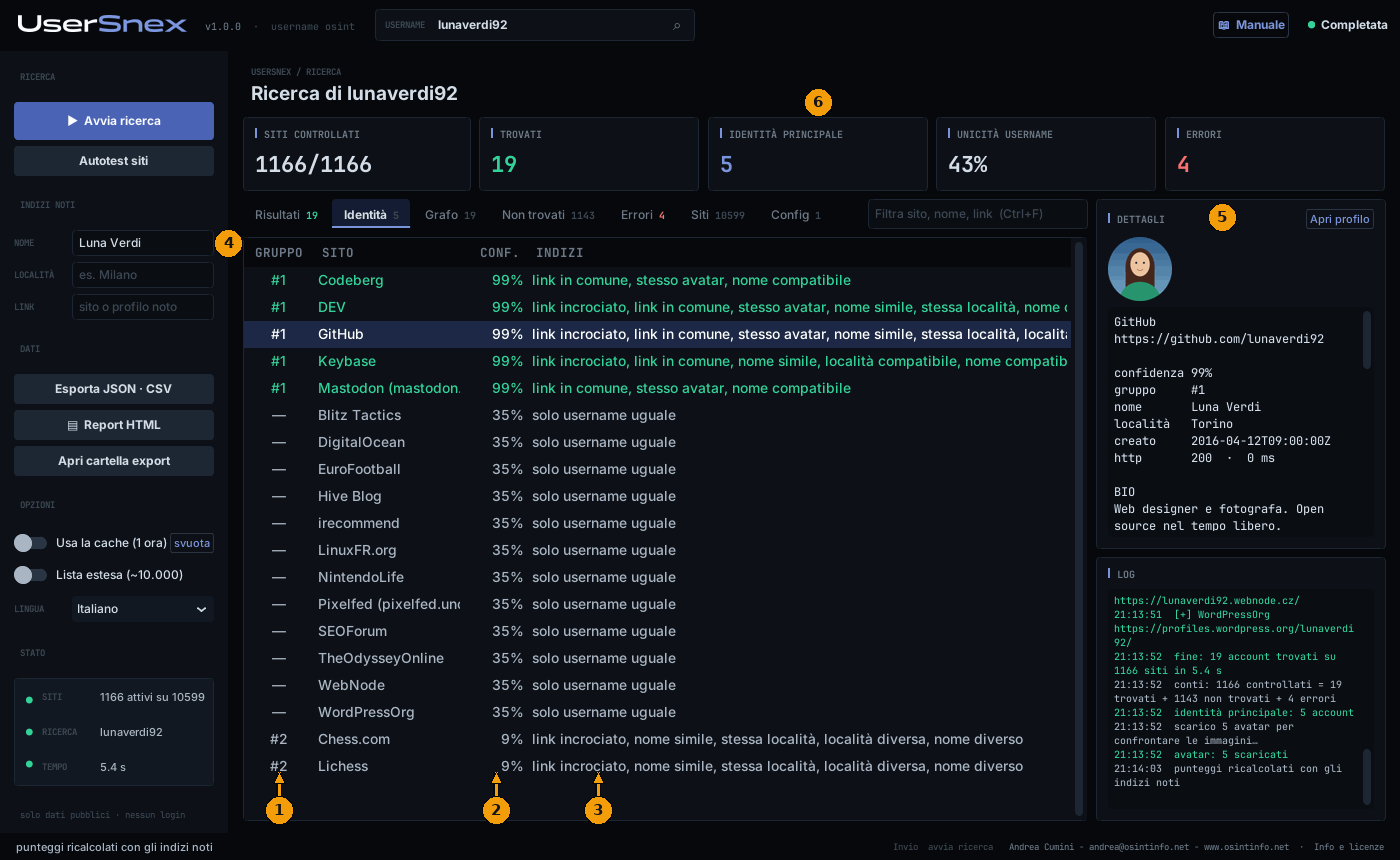 UserSnex v1.0.0 · username osint USERNAME lunaverdi92 Manuale Completata
RICERCA
Avvia ricerca
Autotest siti
INDIZI NOTI
NOME Luna Verdi
LOCALITÀ es. Milano
LINK sito o profilo noto
DATI
Esporta JSON · CSV
Report HTML
Apri cartella export
OPZIONI
Usa la cache (1 ora) svuota
Lista estesa (~10.000)
LINGUA Italiano
STATO
SITI 1166 attivi su 10599
RICERCA lunaverdi92
TEMPO 5.4 s
solo dati pubblici · nessun login
USERSNEX / RICERCA
Ricerca di lunaverdi92
6
SITI CONTROLLATI
1166/1166
TROVATI
19
IDENTITÀ PRINCIPALE
5
UNICITÀ USERNAME
43%
ERRORI
4
Risultati 19 Identità 5 Grafo 19 Non trovati 1143 Errori 4 Siti 10599 Config 1 Filtra sito, nome, link (Ctrl+F)
4
GRUPPO SITO CONF. INDIZI
#1 Codeberg 99% link in comune, stesso avatar, nome compatibile
#1 DEV 99% link incrociato, link in comune, stesso avatar, nome simile, stessa località, nome c
#1 GitHub 99% link incrociato, link in comune, stesso avatar, nome simile, stessa località, localit
#1 Keybase 99% link incrociato, link in comune, nome simile, località compatibile, nome compatib
#1 Mastodon (mastodon. 99% link in comune, stesso avatar, nome compatibile
— Blitz Tactics 35% solo username uguale
— DigitalOcean 35% solo username uguale
— EuroFootball 35% solo username uguale
— Hive Blog 35% solo username uguale
— irecommend 35% solo username uguale
— LinuxFR.org 35% solo username uguale
— NintendoLife 35% solo username uguale
— Pixelfed (pixelfed.unc 35% solo username uguale
— SEOForum 35% solo username uguale
— TheOdysseyOnline 35% solo username uguale
— WebNode 35% solo username uguale
— WordPressOrg 35% solo username uguale
#2 Chess.com 9% link incrociato, nome simile, stessa località, località diversa, nome diverso
#2 Lichess 9% link incrociato, nome simile, stessa località, località diversa, nome diverso
1 2 3
DETTAGLI 5 Apri profilo
GitHub
https://github.com/lunaverdi92
confidenza 99%
gruppo #1
nome Luna Verdi
località Torino
creato 2016-04-12T09:00:00Z
http 200 · 0 ms
BIO
Web designer e fotografa. Open
source nel tempo libero.
LOG
https://lunaverdi92.webnode.cz/
21:13:51 [+] WordPressOrg
https://profiles.wordpress.org/lunaverdi
92/
21:13:52 fine: 19 account trovati su
1166 siti in 5.4 s
21:13:52 conti: 1166 controllati = 19
trovati + 1143 non trovati + 4 errori
21:13:52 identità principale: 5 account
21:13:52 scarico 5 avatar per
confrontare le immagini…
21:13:52 avatar: 5 scaricati
21:14:03 punteggi ricalcolati con gli
indizi noti
punteggi ricalcolati con gli indizi noti Invio avvia ricerca Andrea Cumini - andrea@osintinfo.net - www.osintinfo.net · Info e licenze